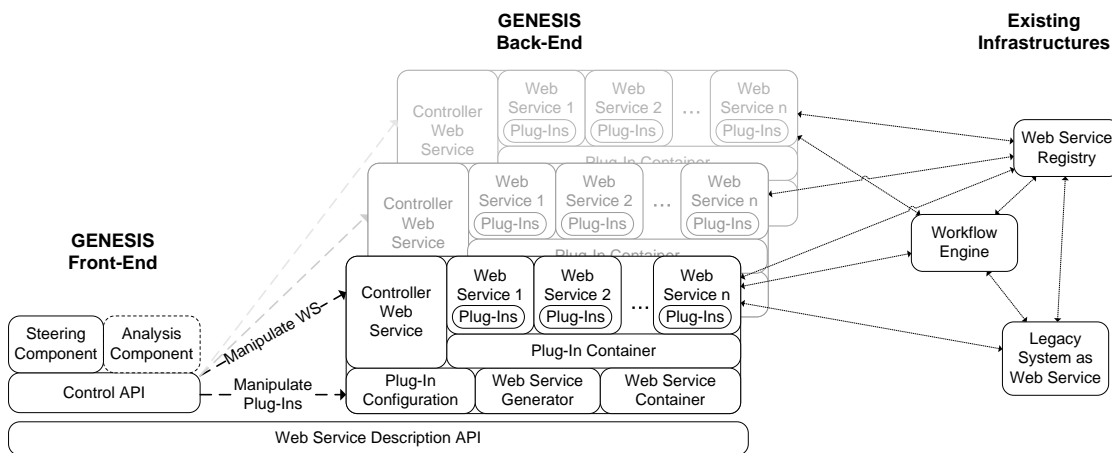 GENESIS
Back-End
Existing
Infrastructures
GENESIS
Front-End
Controller
Web
Service
Web
Service 1
Plug-Ins
Web
Service 2
Plug-Ins
...
Web
Service n
Plug-Ins
Plug-In Container
Controller
Web
Service
Web
Service 1
Plug-Ins
Web
Service 2
Plug-Ins
...
Web
Service n
Plug-Ins
Plug-In Container
Controller
Web
Service
Web
Service 1
Plug-Ins
Web
Service 2
Plug-Ins
...
Web
Service n
Plug-Ins
Plug-In Container
Plug-In
Configuration
Web Service
Generator
Web Service
Container
Web Service
Registry
Workflow
Engine
Legacy
System as
Web Service
Manipulate WS
Manipulate
Plug-Ins
Steering
Component
Analysis
Component
Control API
Web Service Description API